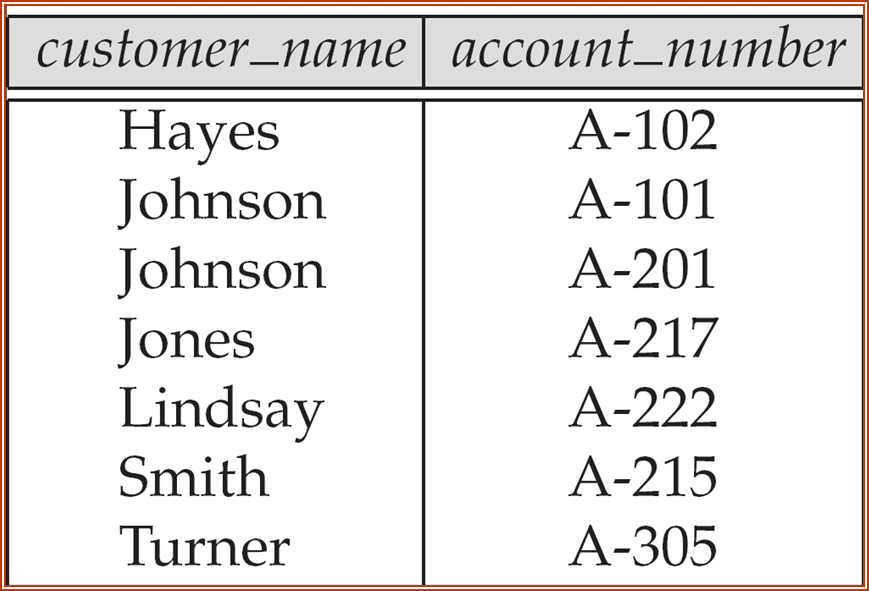 customer_name account_number
Hayes A-102
Johnson A-101
Johnson A-201
Jones A-217
Lindsay A-222
Smith A-215
Turner A-305